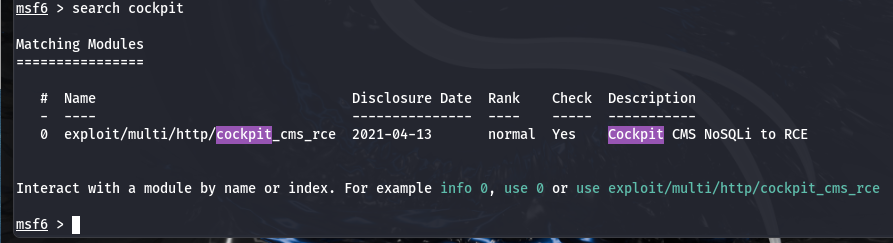 msf6 > search cockpit
Matching Modules
================
#  Name                                Disclosure Date  Rank    Check  Description
-  ----                                ---------------  ----    -----  -----------
0  exploit/multi/http/cockpit_cms_rce  2021-04-13       normal  Yes    Cockpit CMS NoSQLi to RCE
Interact with a module by name or index. For example info 0, use 0 or use exploit/multi/http/cockpit_cms_rce
msf6 >